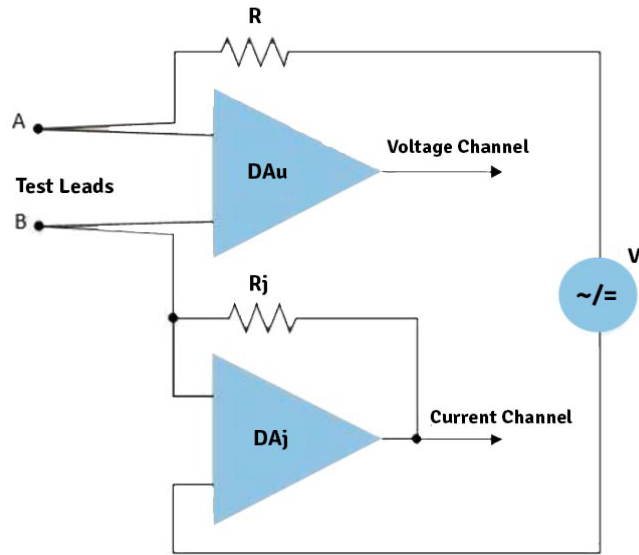 R
A
DAu
Voltage Channel
Test Leads
B
V
~/=
Rj
DAj
Current Channel